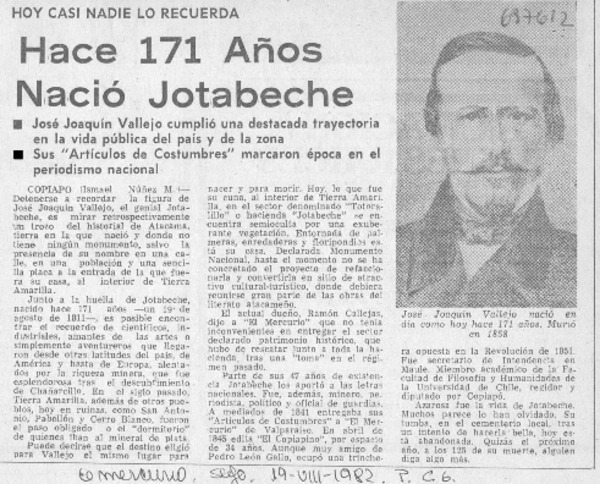 HOY CASI NADIE LO RECUERDA
697612
Hace 171 Años
Nació Jotabeche
■ José Joaquín Vallejo cumplió una destacada trayectoria
en la vida pública del país y de la zona
■ Sus "Artículos de Costumbres" marcaron época en el
periodismo nacional
COPIAPO (Ismael Núñez M.)—
Detenerse a recordar la figura de
José Joaquín Vallejo, el genial Jota-
beche, es mirar retrospectivamente
un trozo del historial de Atacama,
tierra en la que nació y donde no
tiene ningún monumento, salvo la
presencia de su nombre en una ca-
lle, en una población y una senci-
lla placa a la entrada de la que fue-
ra su casa, al interior de Tierra
Amarilla.
Junto a la huella de Jotabeche,
nacido hace 171 años —un 19 de
agosto de 1811—, es posible encon-
trar el recuerdo de científicos, in-
dustriales, amantes de las artes o
simplemente aventureros que llega-
ron desde otras latitudes del país, de
América y hasta de Europa, alenta-
dos por la riqueza minera, que fue
esplendorosa tras el descubrimiento
de Chañarcillo. En el siglo pasado,
Tierra Amarilla, además de otros pue-
blos, hoy en ruinas, como San Anto-
nio, Pabellón y Cerro Blanco, fueron
el paso obligado o el "dormitorio"
de quienes iban al mineral de plata.
Puede decirse que el destino eligió
para Vallejo el mismo lugar para
nacer y para morir. Hoy, lo que fue
su cuna, al interior de Tierra Amari-
lla, en el sector denominado "Totora-
lillo" o hacienda "Jotabeche" se en-
cuentra semioculta por una exube-
rante vegetación. Entornada de pal-
meras, enredaderas y floripondios es-
tá su casa. Declarada Monumento
Nacional, hasta el momento no se ha
concretado el proyecto de refaccio-
narla y convertirla en sitio de atrac-
tivo cultural-turístico, donde debiera
reunirse gran parte de las obras del
literato atacameño.
El actual dueño, Ramón Callejas,
dijo a "El Mercurio" que no tenía
inconvenientes en entregar el sector
declarado patrimonio histórico, que
hubo de rescatar junto a toda la ha-
cienda, tras una "toma" en el régi-
men pasado.
Parte de sus 47 años de existen-
cia Jotabeche los aportó a las letras
nacionales. Fue, además, minero, pe-
riodista, político y oficial de guardias.
A mediados de 1841 entregaba sus
"Artículos de Costumbres" a "El Mer-
curio" de Valparaíso. En abril de
1845 edita "El Copiapino", por espacio
de 34 años. Aunque muy amigo de
Pedro León Gallo, ocupó una trinche-
José Joaquín Vallejo nació en
día como hoy hace 171 años. Murió
en 1858
ra opuesta en la Revolución de 1851.
Fue secretario de Intendencia en
Maule. Miembro académico de la Fa-
cultad de Filosofía y Humanidades de
la Universidad de Chile, regidor y
diputado por Copiapó.
Azarosa fue la vida de Jotabeche.
Muchos parece lo han olvidado. Su
tumba, en el cementerio local, tras
un intento de hacerla bella, hoy es-
tá abandonada. Quizás el próximo
año, a los 125 de su muerte, alguien
diga algo más.
El mercurio, Stgo. 19-VIII-1982. P. C 6.